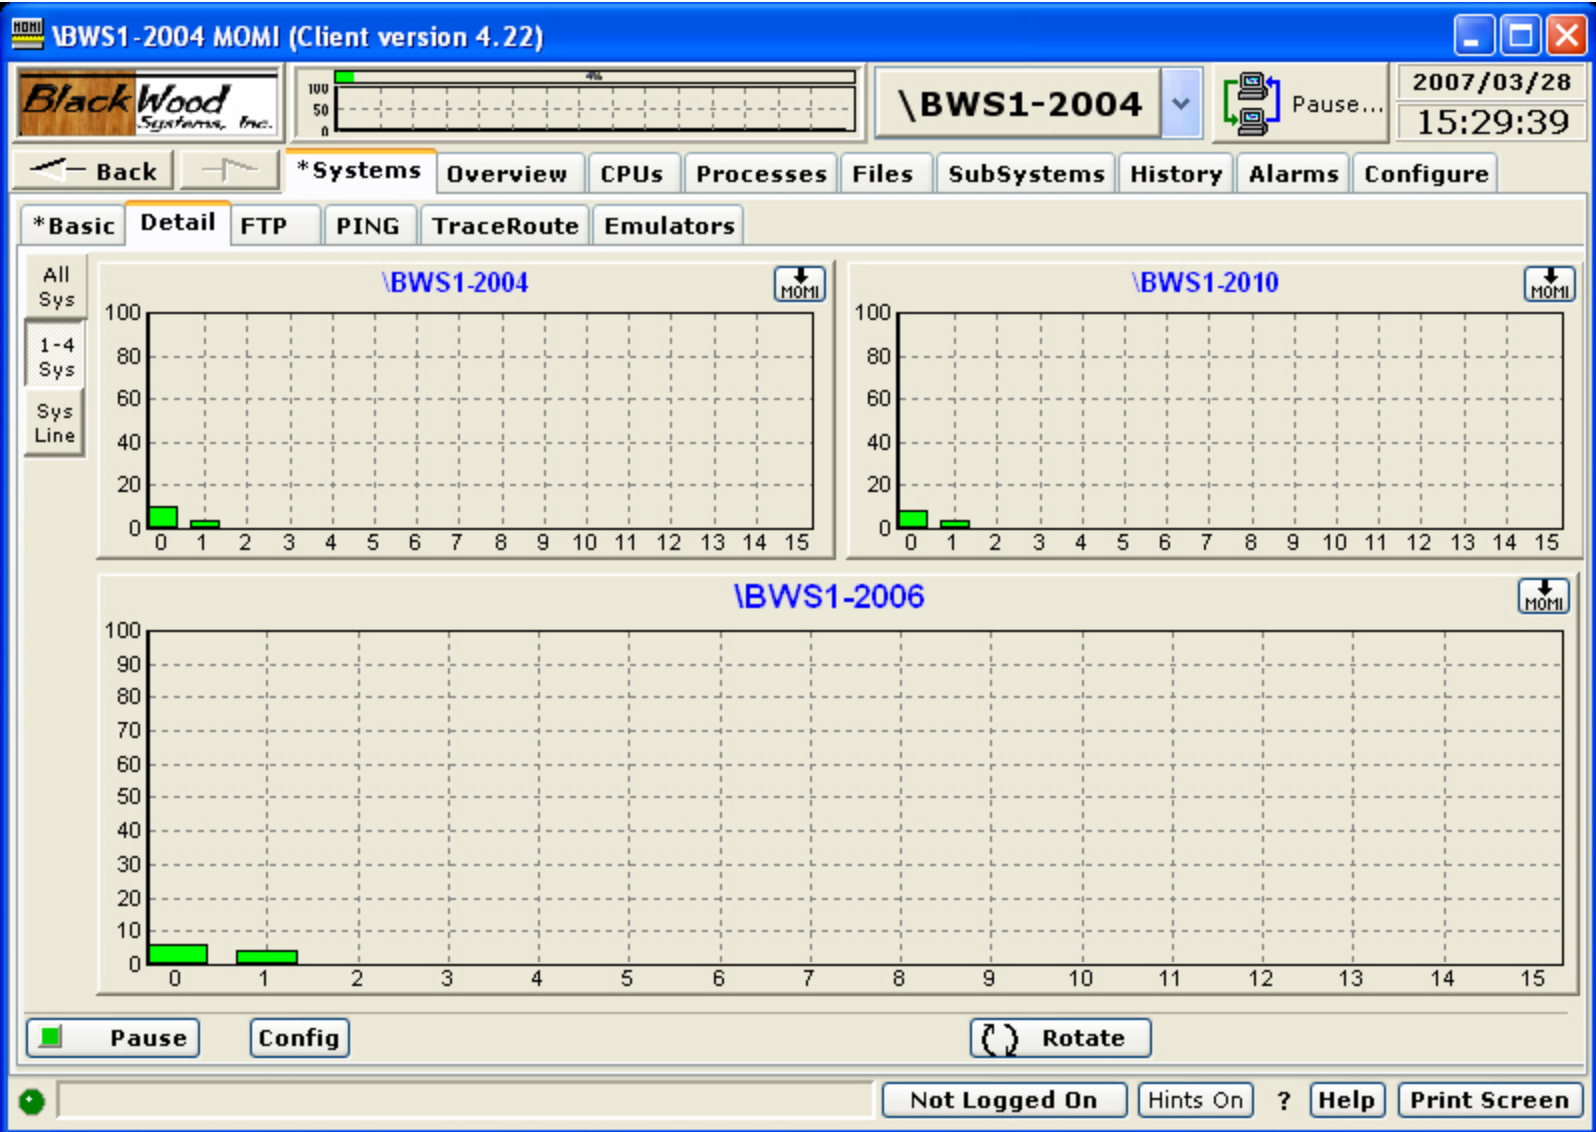 MOMI \BWS1-2004 MOMI (Client version 4.22)
BlackWood
Systems, Inc.
4%
100
50
0
\BWS1-2004
Pause...
2007/03/28
15:29:39
Back
*Systems Overview CPUs Processes Files SubSystems History Alarms Configure
*Basic Detail FTP PING TraceRoute Emulators
All
Sys
1-4
Sys
Sys
Line
\BWS1-2004
MOMI
100
80
60
40
20
0
0 1 2 3 4 5 6 7 8 9 10 11 12 13 14 15
\BWS1-2010
MOMI
100
80
60
40
20
0
0 1 2 3 4 5 6 7 8 9 10 11 12 13 14 15
\BWS1-2006
MOMI
100
90
80
70
60
50
40
30
20
10
0
0 1 2 3 4 5 6 7 8 9 10 11 12 13 14 15
Pause Config Rotate
Not Logged On Hints On ? Help Print Screen